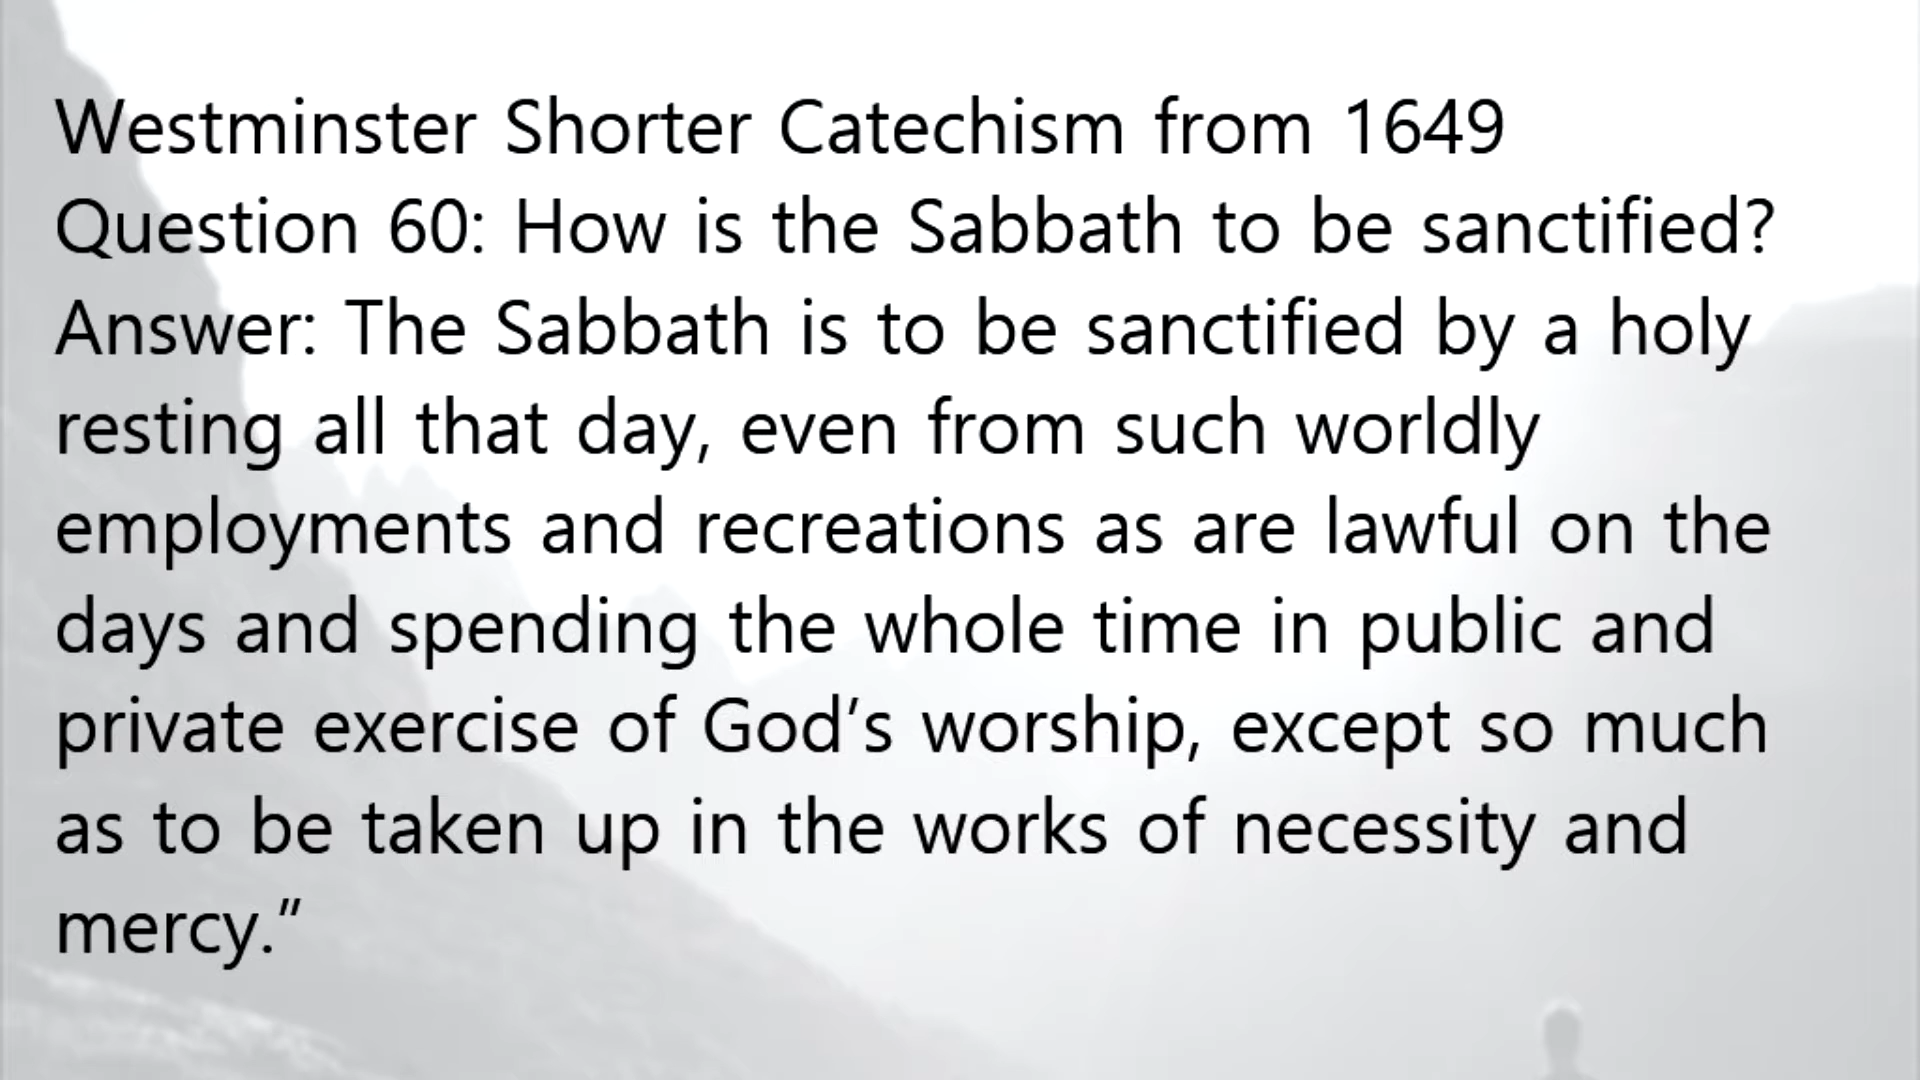 Westminster Shorter Catechism from 1649
Question 60: How is the Sabbath to be sanctified?
Answer: The Sabbath is to be sanctified by a holy
resting all that day, even from such worldly
employments and recreations as are lawful on the
days and spending the whole time in public and
private exercise of God’s worship, except so much
as to be taken up in the works of necessity and
mercy.”